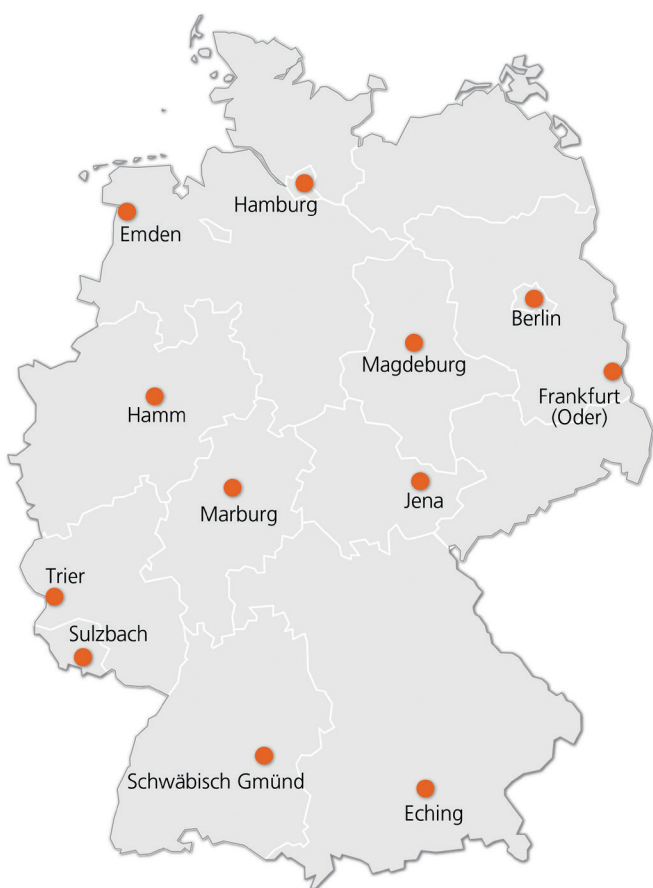 Hamburg
Emden
Berlin
Magdeburg
Frankfurt
(Oder)
Hamm
Jena
Marburg
Trier
Sulzbach
Schwäbisch Gmünd
Eching